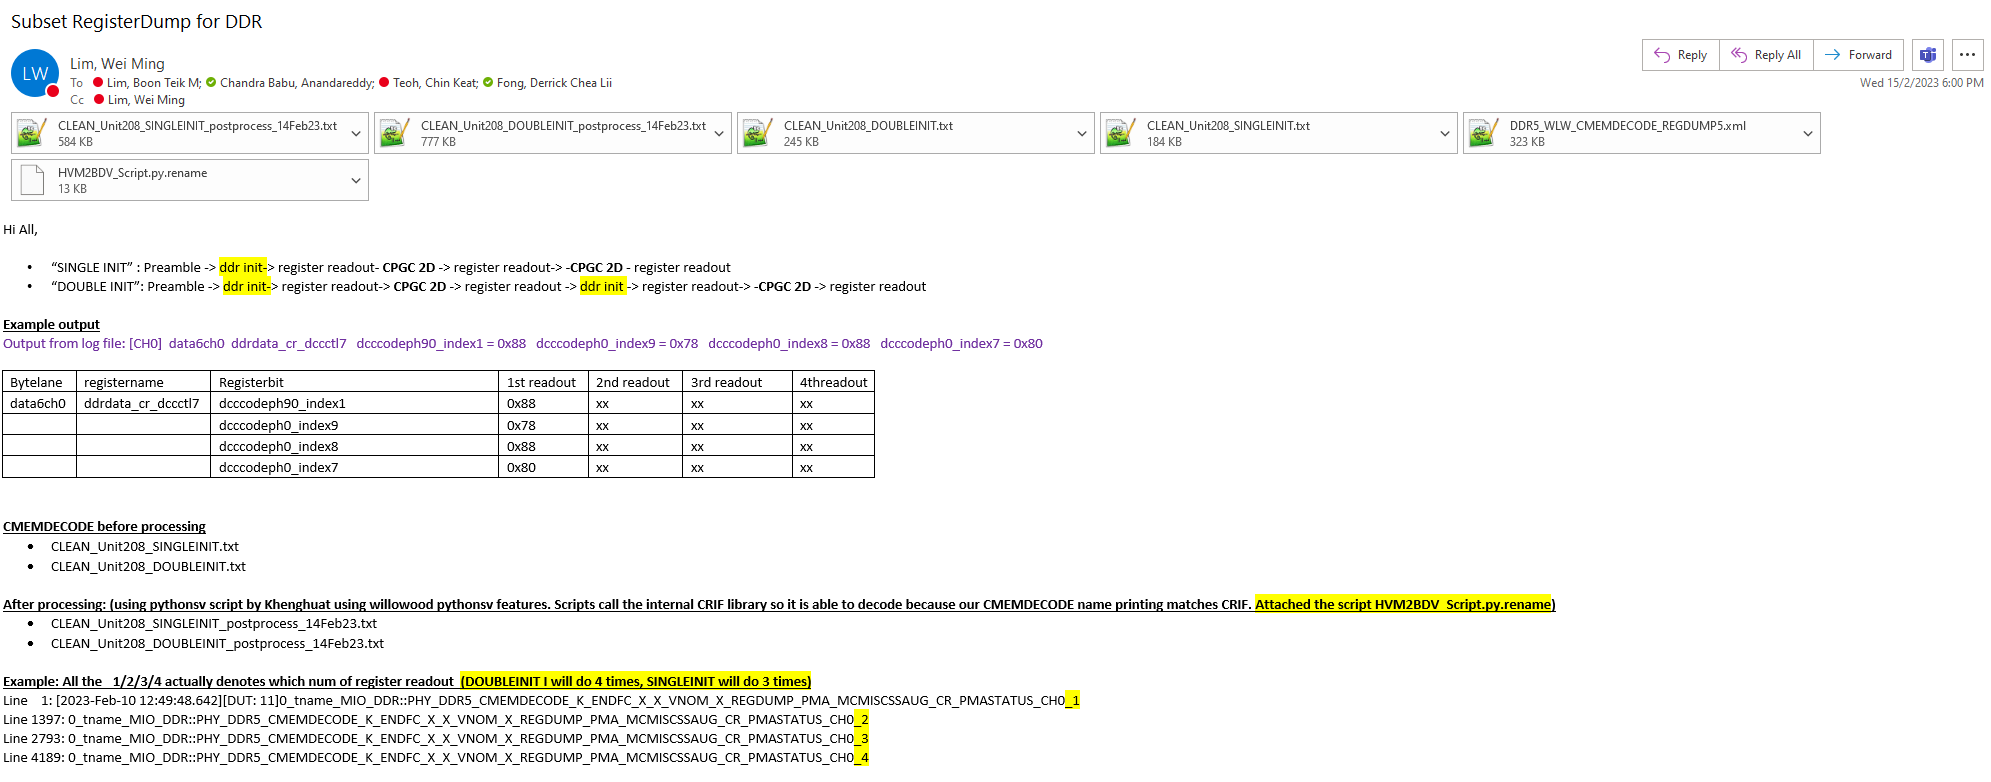 Subset RegisterDump for DDR
LW
Lim, Wei Ming
Reply
Reply All
Forward
To Lim, Boon Teik M; Chandra Babu, Anandareddy; Teoh, Chin Keat; Fong, Derrick Chea Lii
Wed 15/2/2023 6:00 PM
Cc Lim, Wei Ming
CLEAN_Unit208_SINGLEINIT_postprocess_14Feb23.txt
584 KB
CLEAN_Unit208_DOUBLEINIT_postprocess_14Feb23.txt
777 KB
CLEAN_Unit208_DOUBLEINIT.txt
245 KB
CLEAN_Unit208_SINGLEINIT.txt
184 KB
DDR5_WLW_CMEMDECODE_REGDUMP5.xml
323 KB
HVM2BDV_Script.py.rename
13 KB
Hi All,
• “SINGLE INIT” : Preamble -> ddr init-> register readout- CPGC 2D -> register readout-> -CPGC 2D - register readout
• “DOUBLE INIT”: Preamble -> ddr init-> register readout-> CPGC 2D -> register readout -> ddr init -> register readout-> -CPGC 2D -> register readout
Example output
Output from log file: [CH0] data6ch0 ddrdata_cr_dccctl7 dcccodeph90_index1 = 0x88 dcccodeph0_index9 = 0x78 dcccodeph0_index8 = 0x88 dcccodeph0_index7 = 0x80
Bytelane registername Registerbit 1st readout 2nd readout 3rd readout 4threadout
data6ch0 ddrdata_cr_dccctl7 dcccodeph90_index1 0x88 xx xx xx
dcccodeph0_index9 0x78 xx xx xx
dcccodeph0_index8 0x88 xx xx xx
dcccodeph0_index7 0x80 xx xx xx
CMEMDECODE before processing
• CLEAN_Unit208_SINGLEINIT.txt
• CLEAN_Unit208_DOUBLEINIT.txt
After processing: (using pythonsv script by Khenghuat using willowood pythonsv features. Scripts call the internal CRIF library so it is able to decode because our CMEMDECODE name printing matches CRIF. Attached the script HVM2BDV_Script.py.rename)
• CLEAN_Unit208_SINGLEINIT_postprocess_14Feb23.txt
• CLEAN_Unit208_DOUBLEINIT_postprocess_14Feb23.txt
Example: All the 1/2/3/4 actually denotes which num of register readout (DOUBLEINIT I will do 4 times, SINGLEINIT will do 3 times)
Line 1: [2023-Feb-10 12:49:48.642][DUT: 11]0_tname_MIO_DDR::PHY_DDR5_CMEMDECODE_K_ENDFC_X_X_VNOM_X_REGDUMP_PMA_MCMISCSSAUG_CR_PMASTATUS_CH0_1
Line 1397: 0_tname_MIO_DDR::PHY_DDR5_CMEMDECODE_K_ENDFC_X_X_VNOM_X_REGDUMP_PMA_MCMISCSSAUG_CR_PMASTATUS_CH0_2
Line 2793: 0_tname_MIO_DDR::PHY_DDR5_CMEMDECODE_K_ENDFC_X_X_VNOM_X_REGDUMP_PMA_MCMISCSSAUG_CR_PMASTATUS_CH0_3
Line 4189: 0_tname_MIO_DDR::PHY_DDR5_CMEMDECODE_K_ENDFC_X_X_VNOM_X_REGDUMP_PMA_MCMISCSSAUG_CR_PMASTATUS_CH0_4